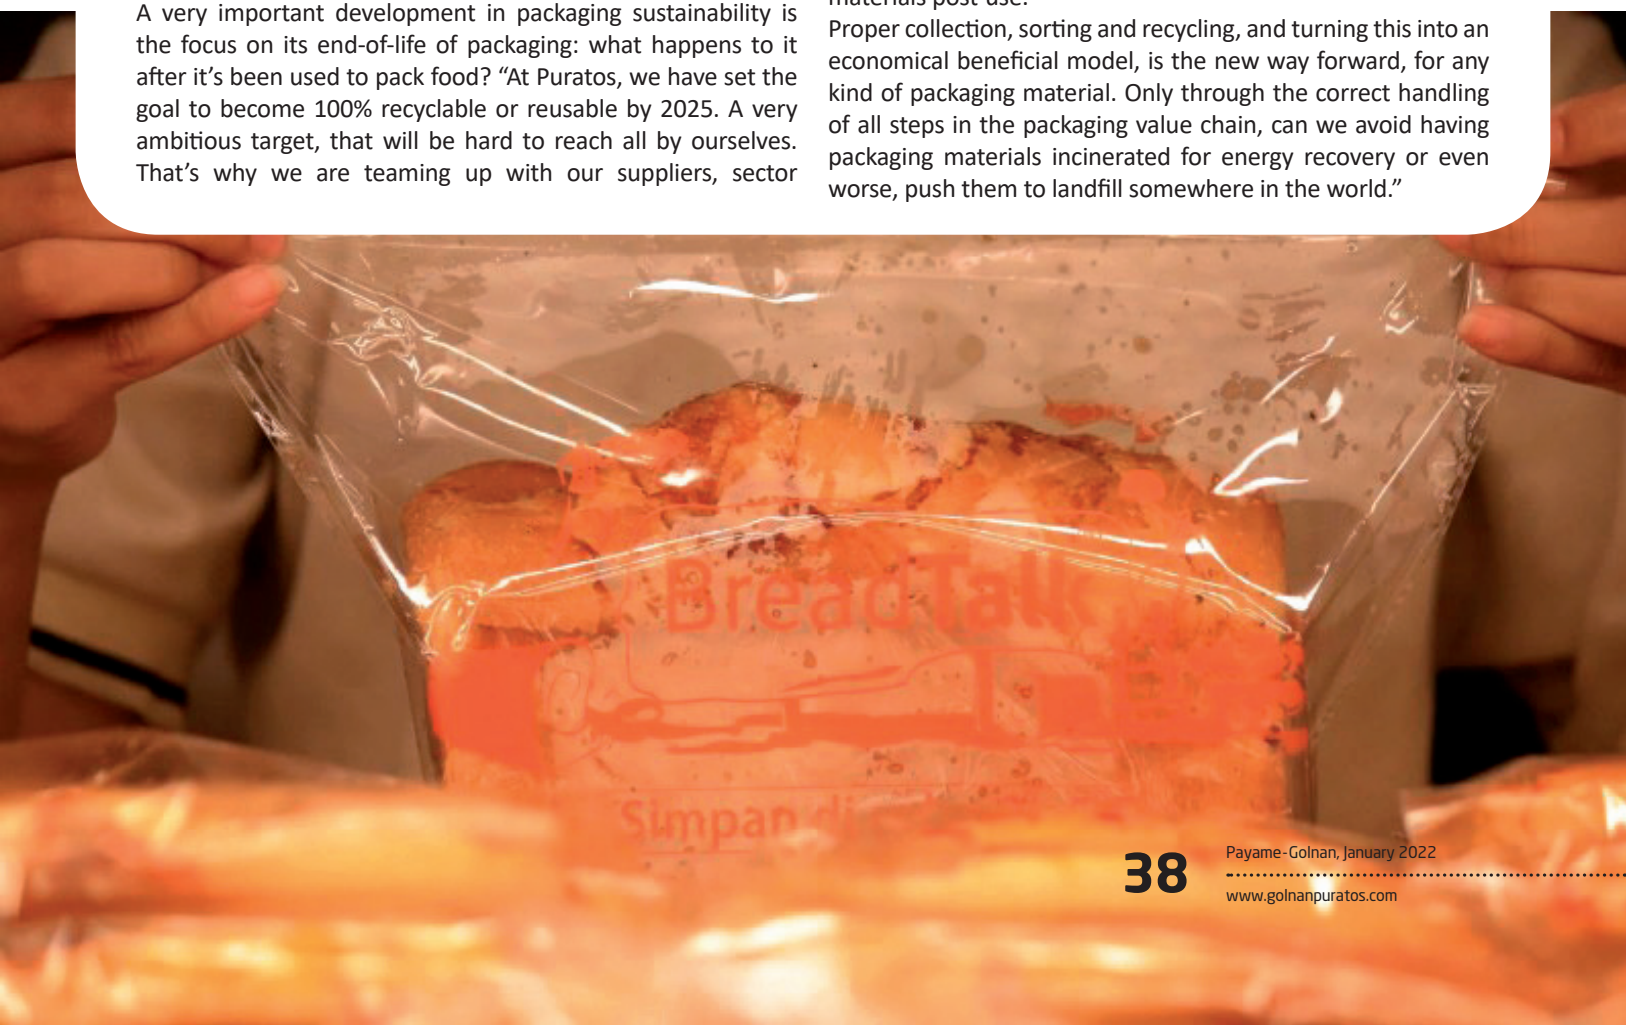 A very important development in packaging sustainability is
the focus on its end-of-life of packaging: what happens to it
after it’s been used to pack food? “At Puratos, we have set the
goal to become 100% recyclable or reusable by 2025. A very
ambitious target, that will be hard to reach all by ourselves.
That’s why we are teaming up with our suppliers, sector
materials post-use.
Proper collection, sorting and recycling, and turning this into an
economical beneficial model, is the new way forward, for any
kind of packaging material. Only through the correct handling
of all steps in the packaging value chain, can we avoid having
packaging materials incinerated for energy recovery or even
worse, push them to landfill somewhere in the world.”
BreadTalk
Simpan di
38
Payame-Golnan, January 2022
www.golnanpuratos.com